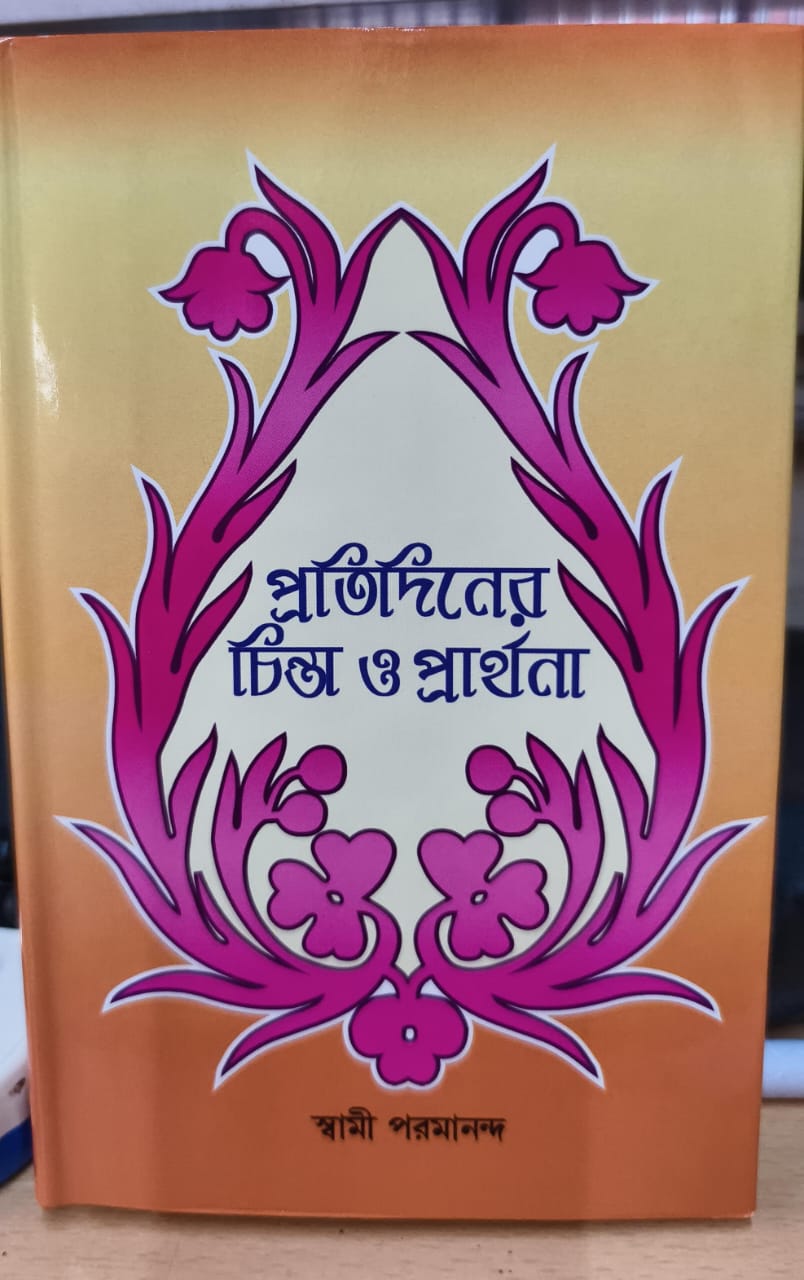 প্রতিদিনের
চিন্তা ও প্রার্থনা
স্বামী পরমানন্দ